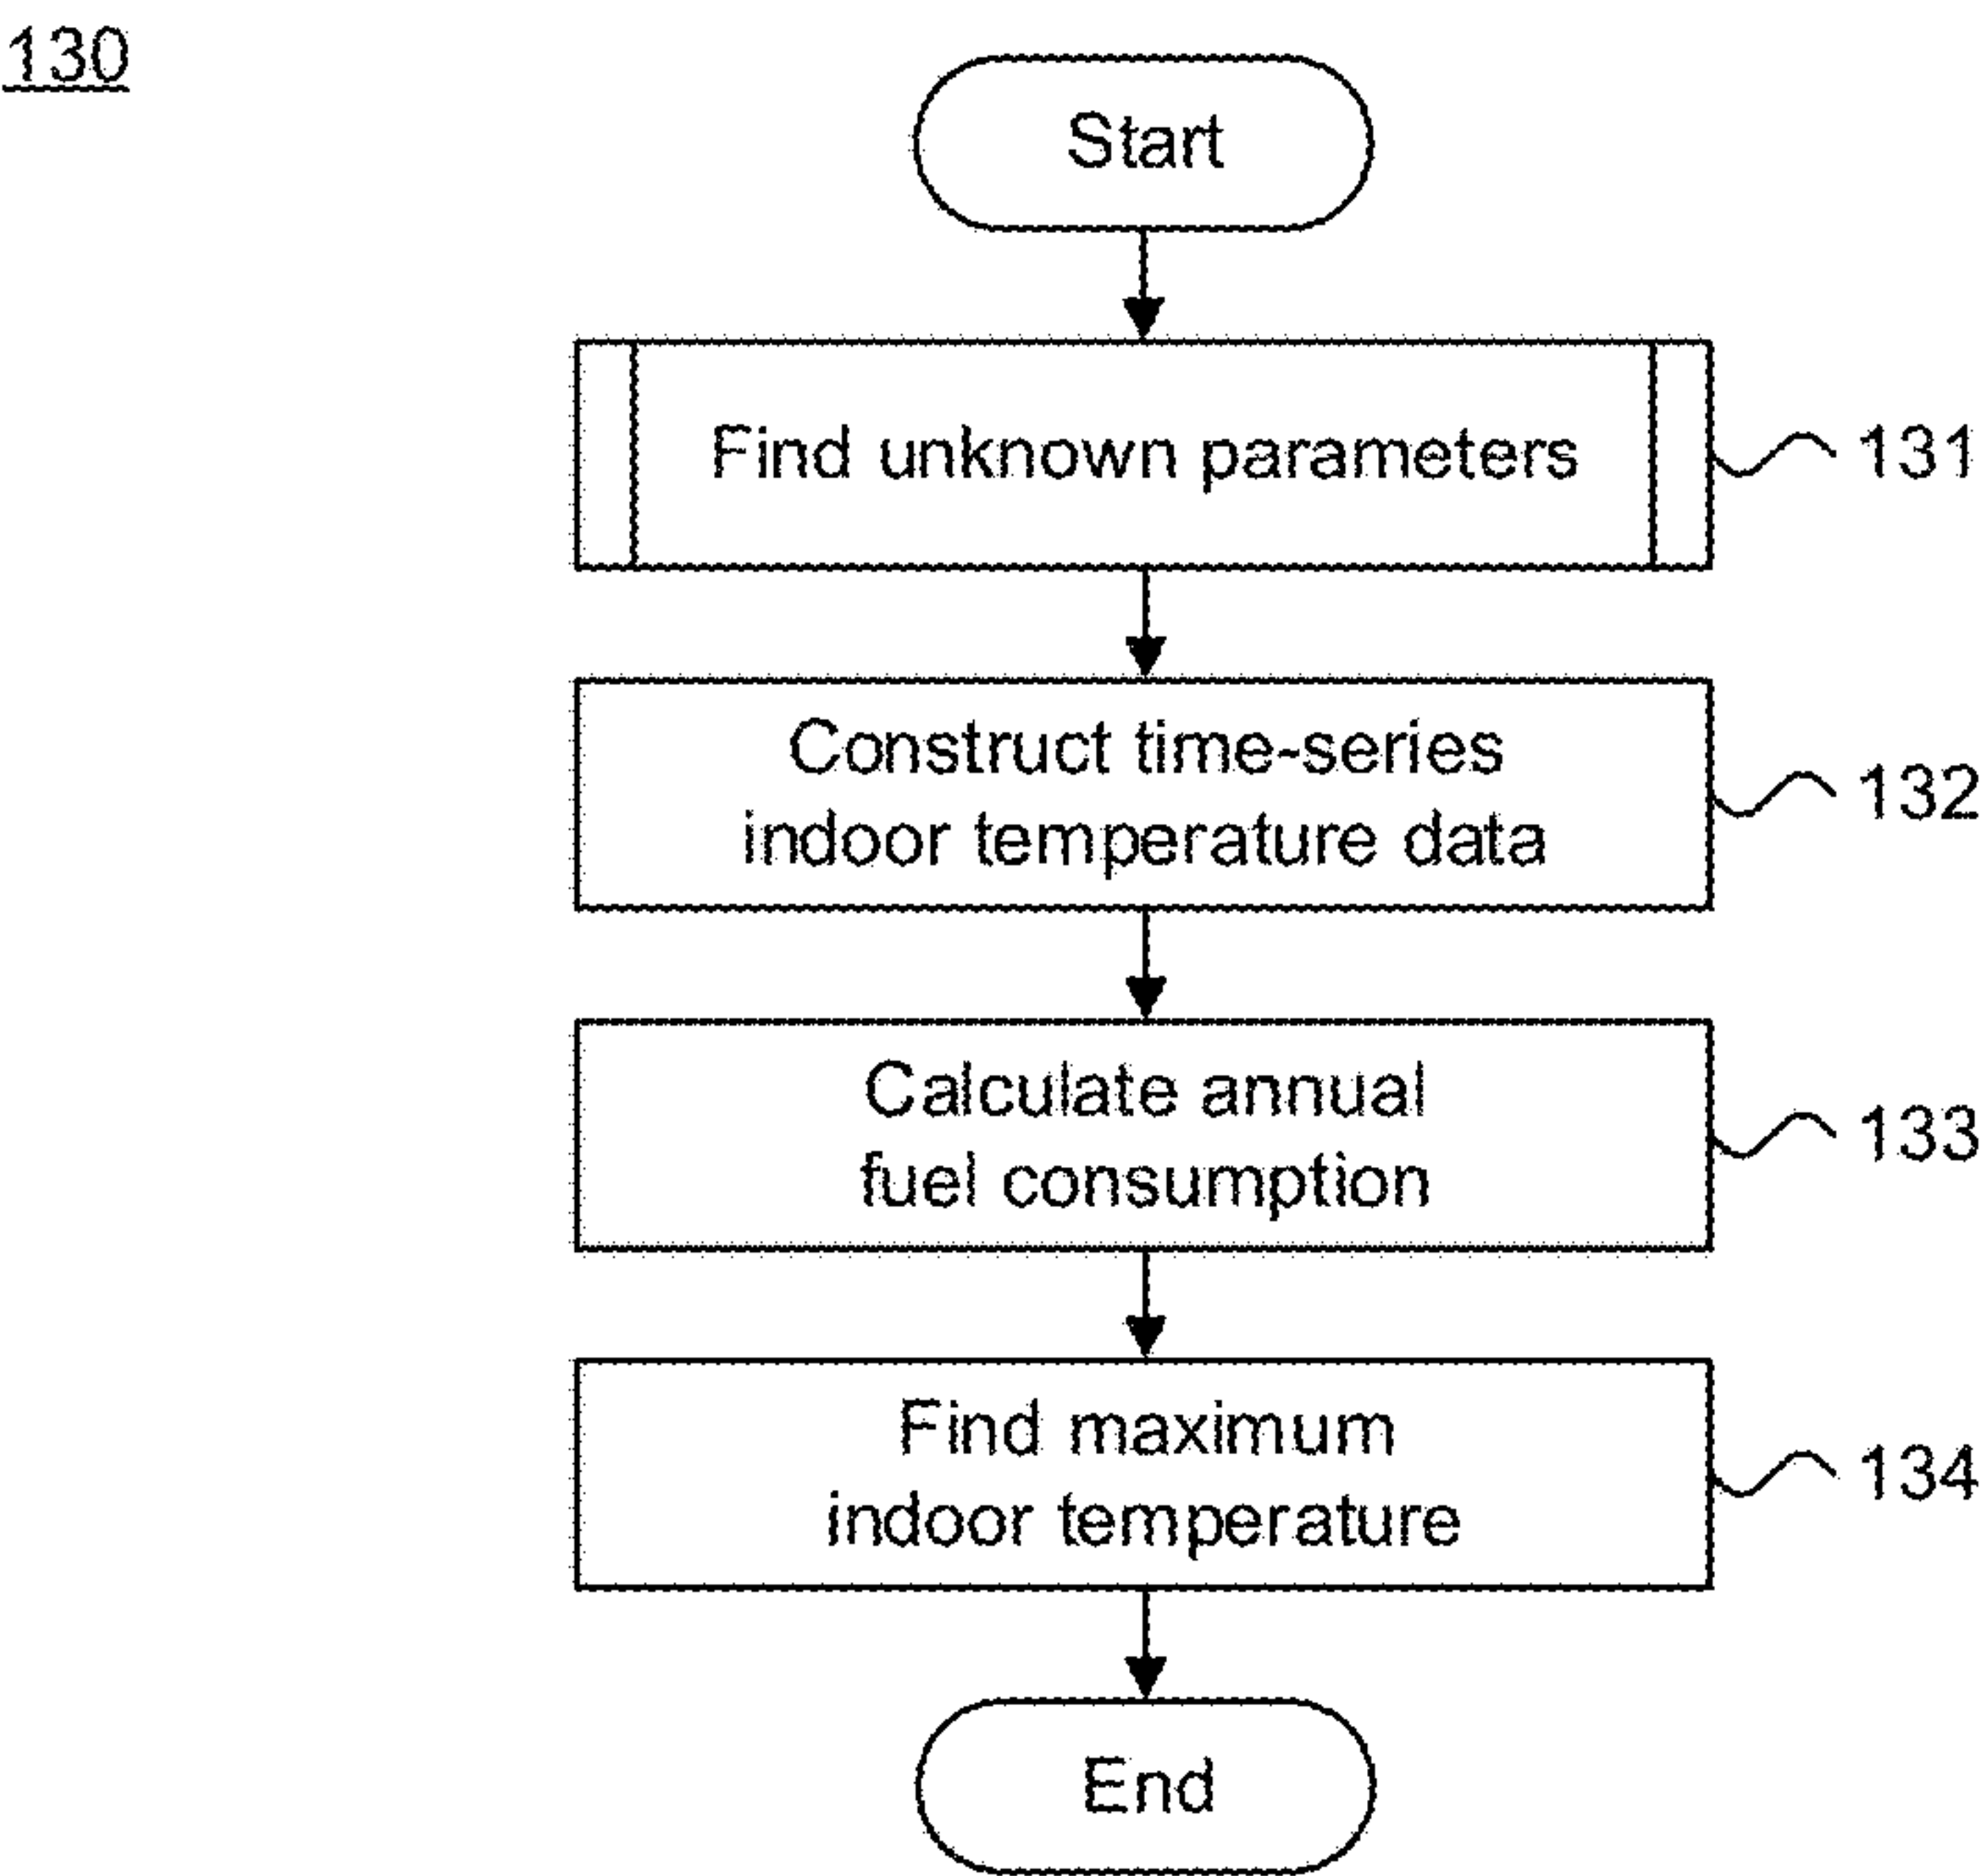 130
Start
Find unknown parameters
131
Construct time-series
indoor temperature data
132
Calculate annual
fuel consumption
133
Find maximum
indoor temperature
134
End